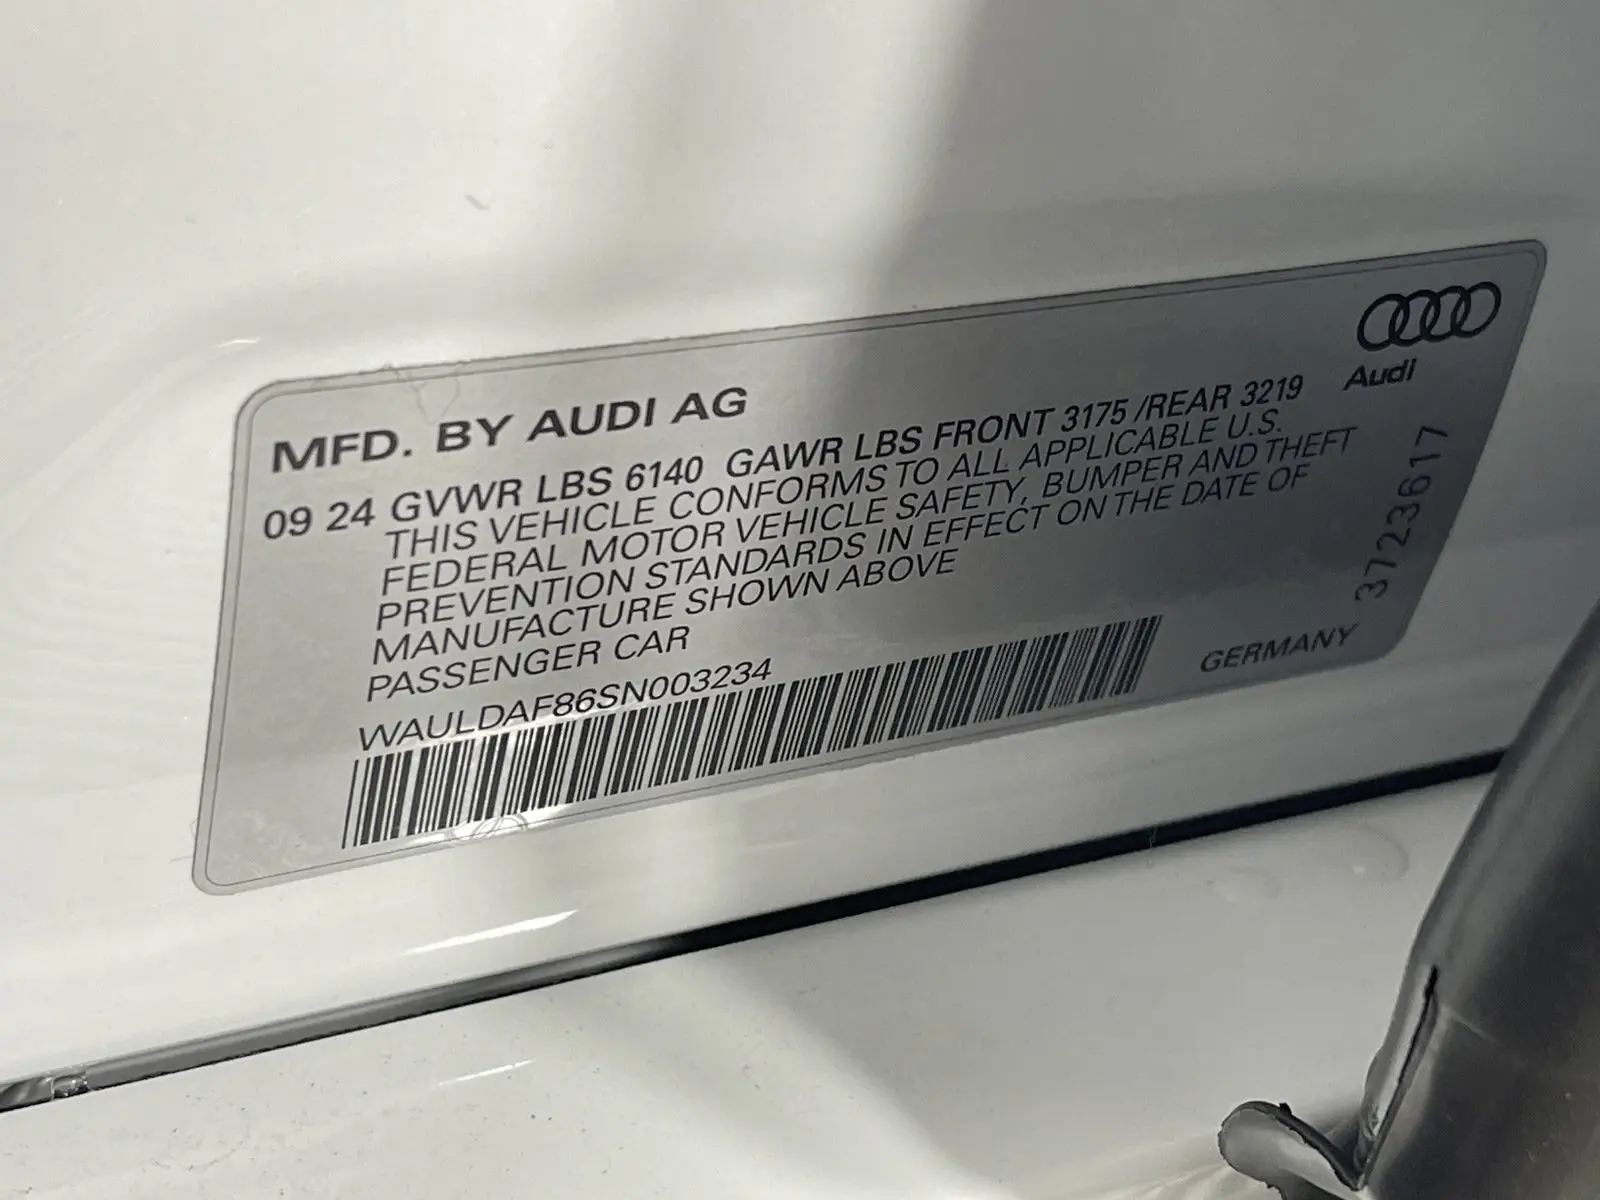 Audi
MFD. BY AUDI AG
09 24 GVWR LBS 6140 GAWR LBS FRONT 3175 /REAR 3219
THIS VEHICLE CONFORMS TO ALL APPLICABLE U.S.
FEDERAL MOTOR VEHICLE SAFETY, BUMPER AND THEFT
PREVENTION STANDARDS IN EFFECT ON THE DATE OF
MANUFACTURE SHOWN ABOVE
PASSENGER CAR
WAULDAF86SN003234
GERMANY
3723617